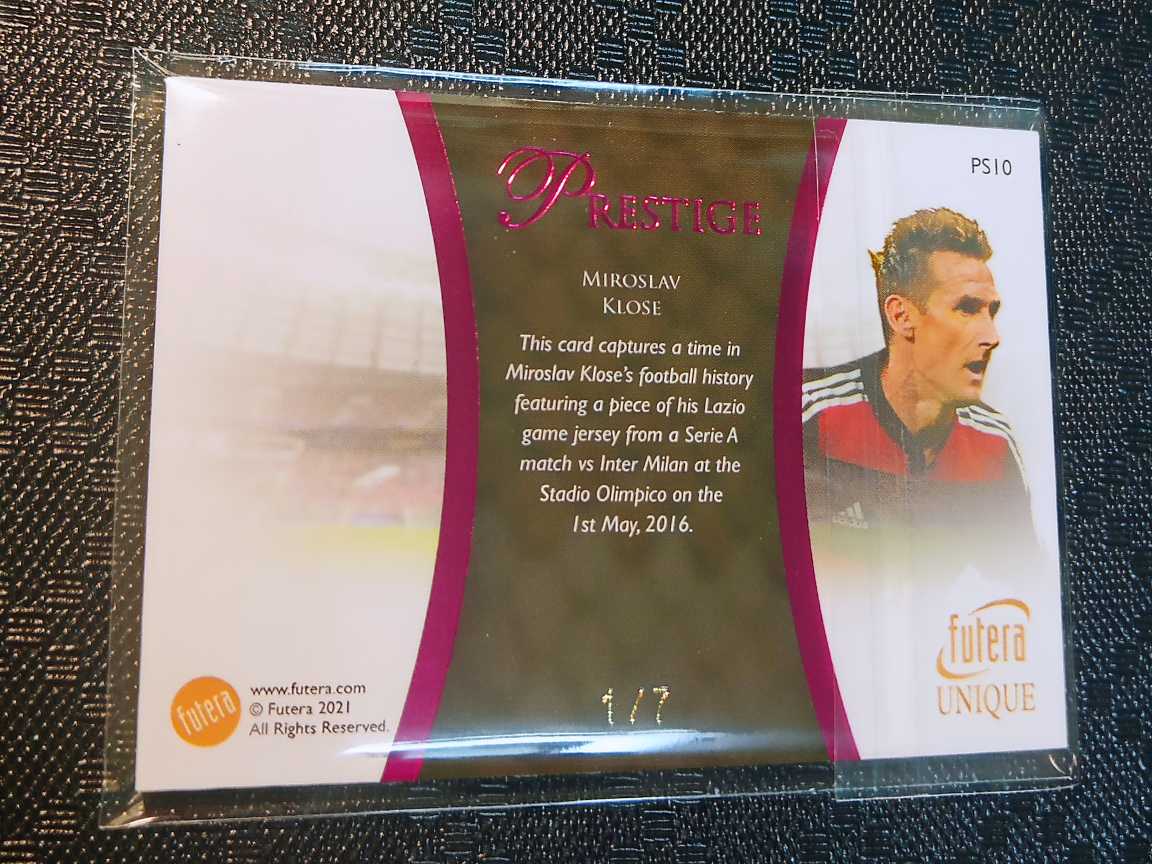 PS10
PRESTIGE
MIROSLAV
KLOSE
This card captures a time in
Miroslav Klose's football history
featuring a piece of his Lazio
game jersey from a Serie A
match vs Inter Milan at the
Stadio Olimpico on the
1st May, 2016.
1/7
futera
www.futera.com
© Futera 2021
All Rights Reserved.
adidas
futera
UNIQUE